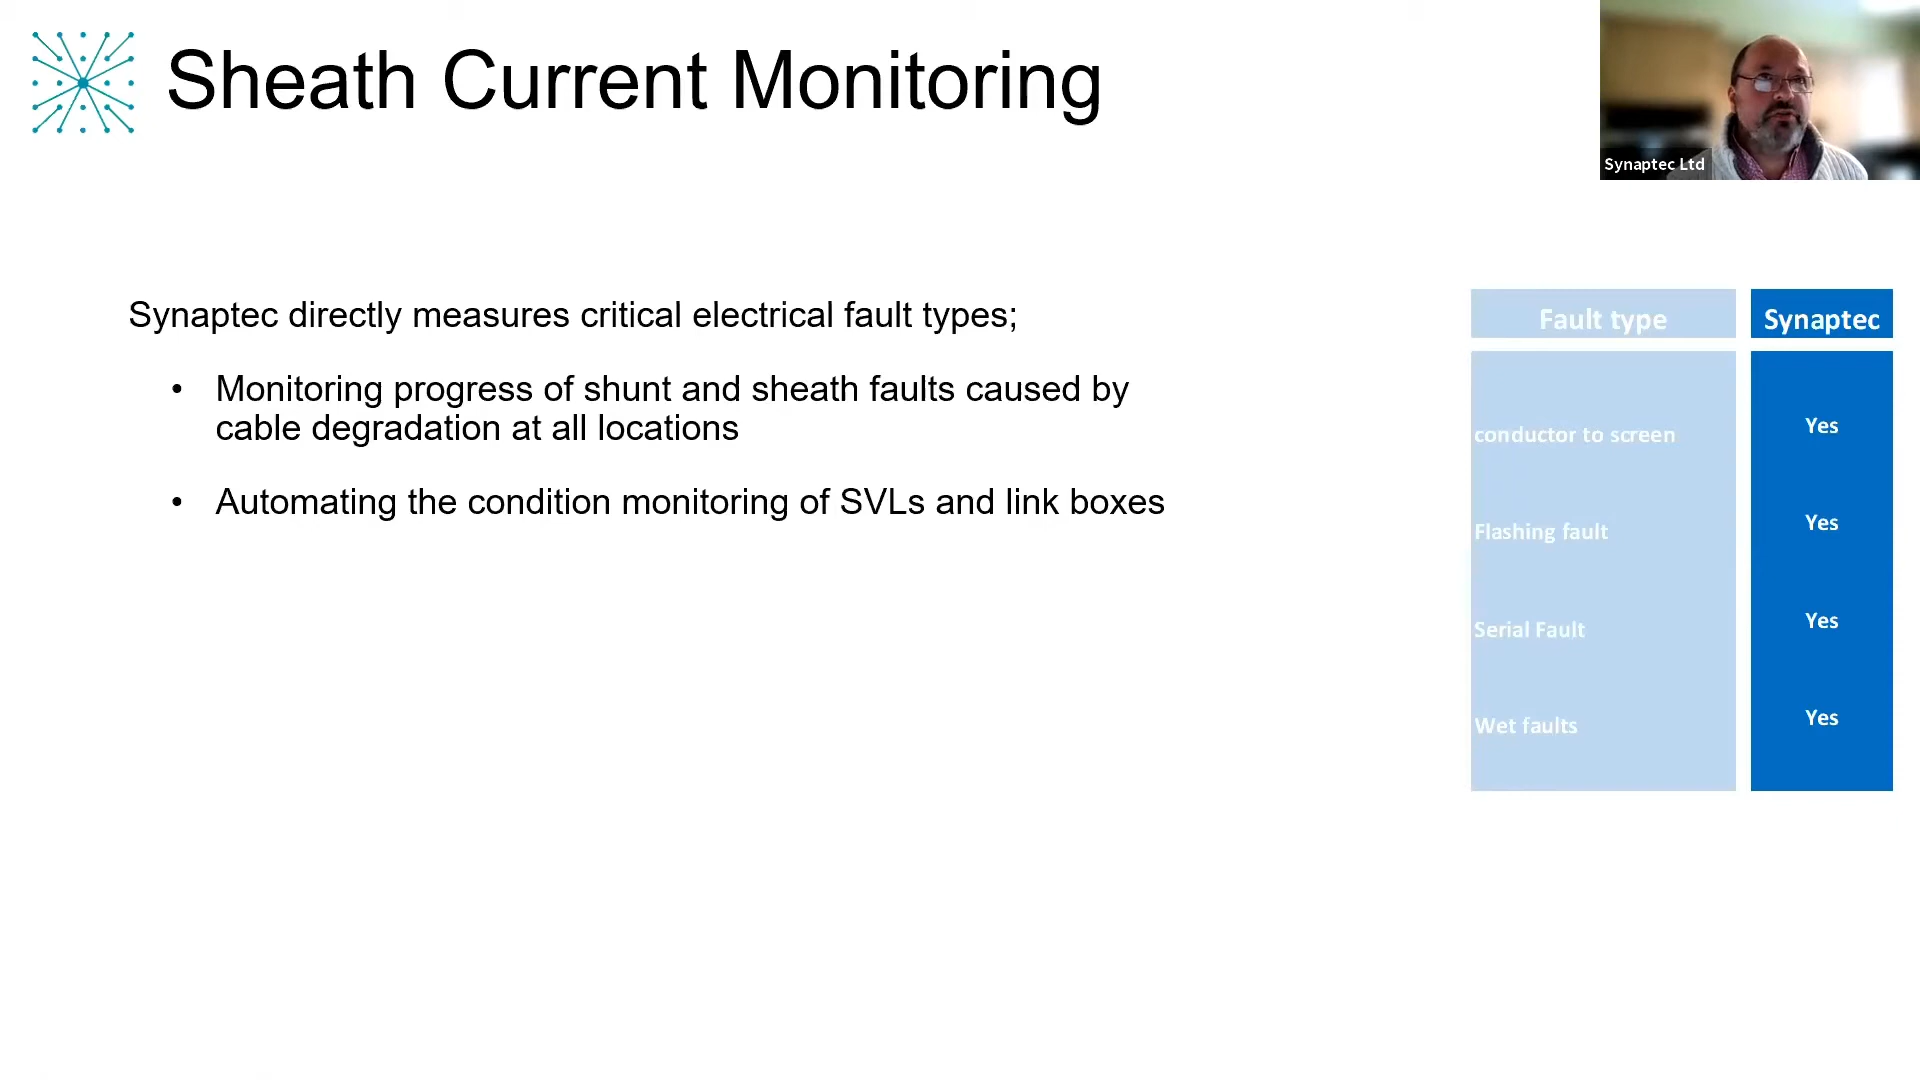 Sheath Current Monitoring
Synaptec Ltd
Synaptec directly measures critical electrical fault types;
• Monitoring progress of shunt and sheath faults caused by
cable degradation at all locations
• Automating the condition monitoring of SVLs and link boxes
Fault type Synaptec
conductor to screen Yes
Flashing fault Yes
Serial Fault Yes
Wet faults Yes